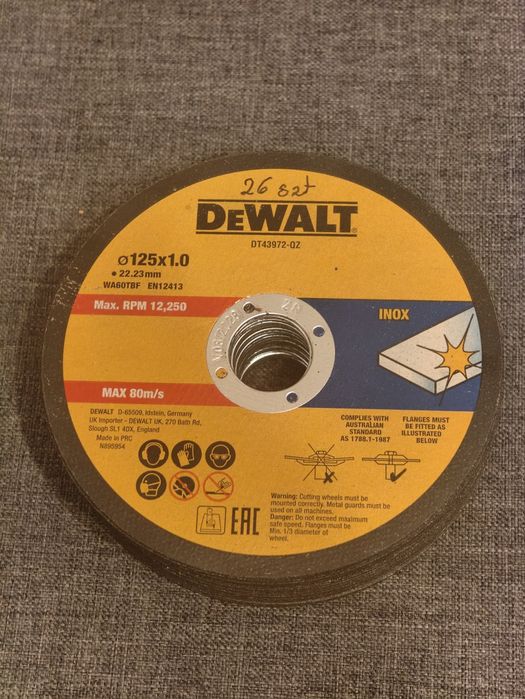 26 szt
DEWALT
DT43972-QZ
⌀125x1.0
• 22.23mm
WA60TBF EN12413
Max. RPM 12,250
INOX
MAX 80m/s
DEWALT D-65509, Idstein, Germany
UK Importer - DEWALT UK, 270 Bath Rd,
Slough SL1 4DX, England
Made in PRC
N895954
COMPLIES WITH
AUSTRALIAN
STANDARD
AS 1788.1-1987
FLANGES MUST
BE FITTED AS
ILLUSTRATED
BELOW
Warning: Cutting wheels must be
mounted correctly. Metal guards must be
used on all machines.
Danger: Do not exceed maximum
safe speed. Flanges must be
Min. 1/3 diameter of
wheel.
EAC